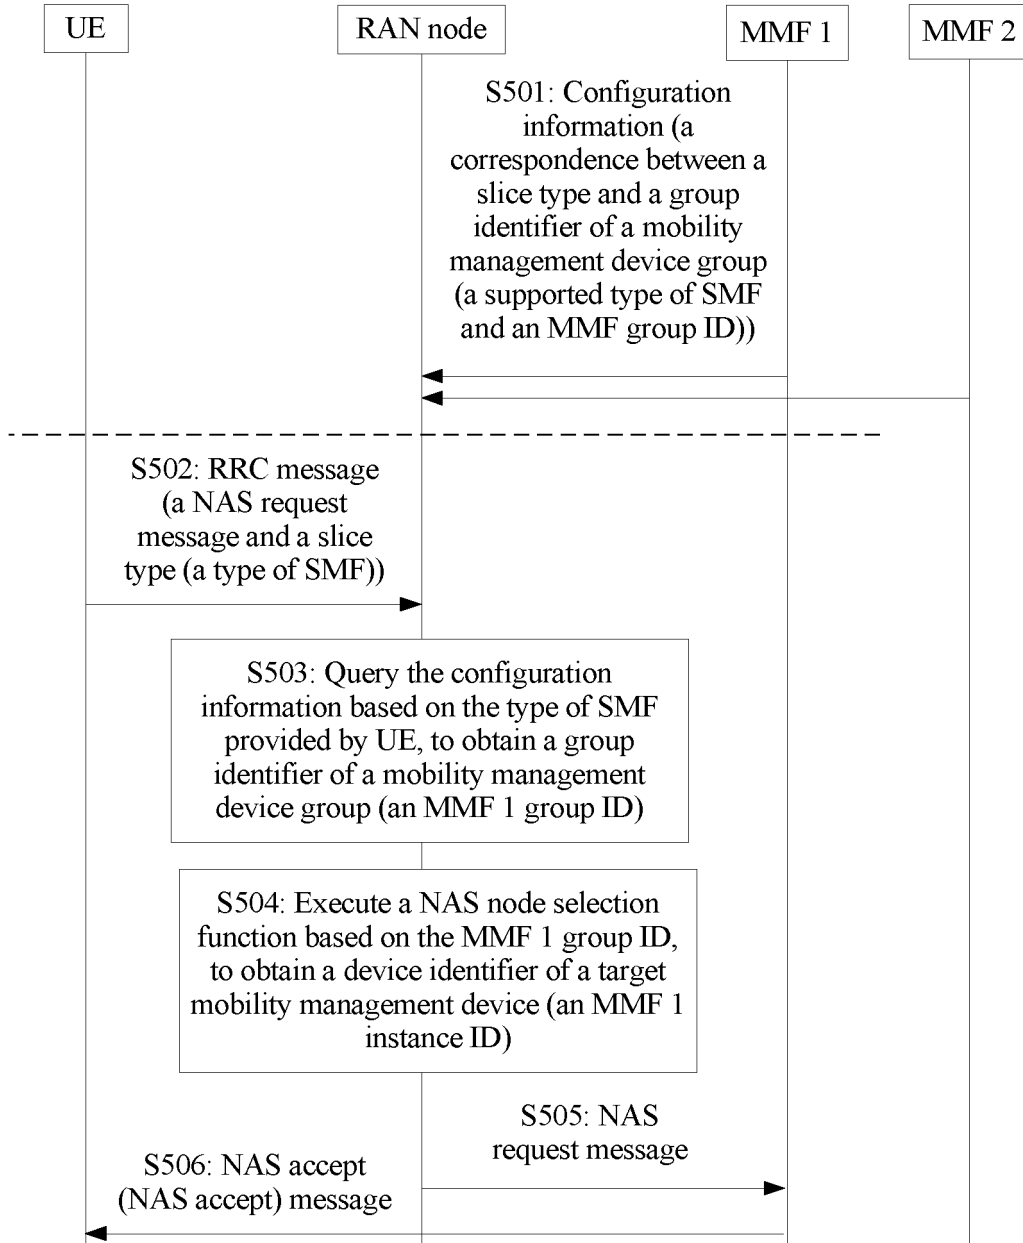 UE
RAN node
MMF 1
MMF 2
S501: Configuration
information (a
correspondence between a
slice type and a group
identifier of a mobility
management device group
(a supported type of SMF
and an MMF group ID))
S502: RRC message
(a NAS request
message and a slice
type (a type of SMF))
S503: Query the configuration
information based on the type of SMF
provided by UE, to obtain a group
identifier of a mobility management
device group (an MMF 1 group ID)
S504: Execute a NAS node selection
function based on the MMF 1 group ID,
to obtain a device identifier of a target
mobility management device (an MMF 1
instance ID)
S505: NAS
request message
S506: NAS accept
(NAS accept) message